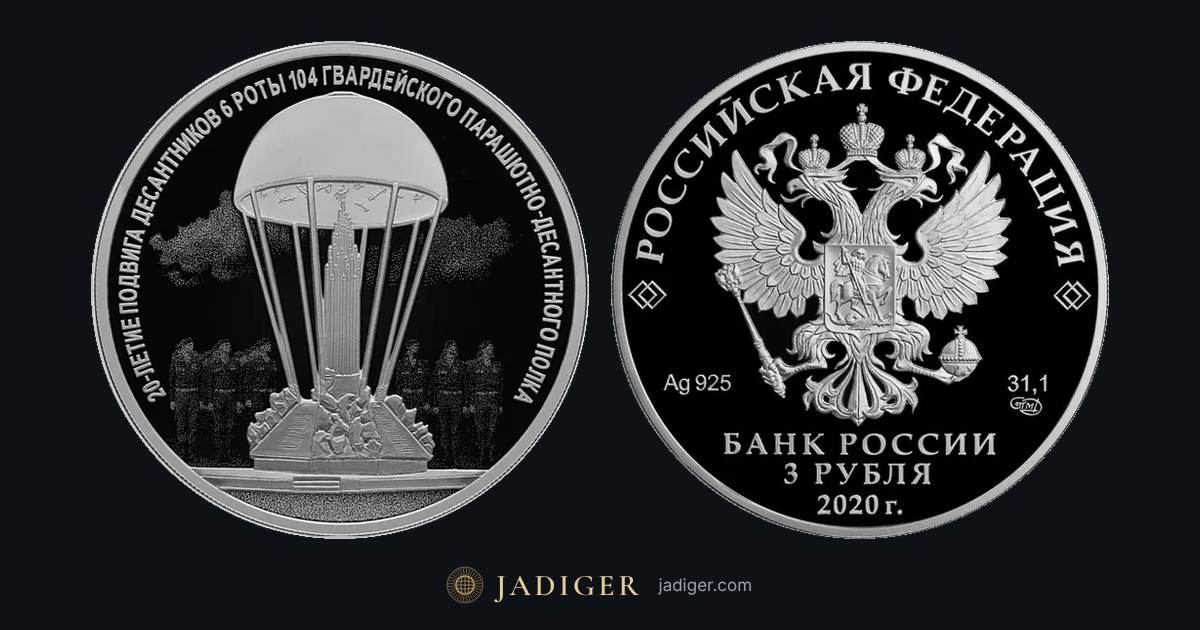 20-ЛЕТИЕ ПОДВИГА ДЕСАНТНИКОВ 6 РОТЫ 104 ГВАРДЕЙСКОГО ПАРАШЮТНО-ДЕСАНТНОГО ПОЛКА
РОССИЙСКАЯ ФЕДЕРАЦИЯ
Ag 925
31,1
БАНК РОССИИ
3 РУБЛЯ
2020 г.
JADIGER jadiger.com